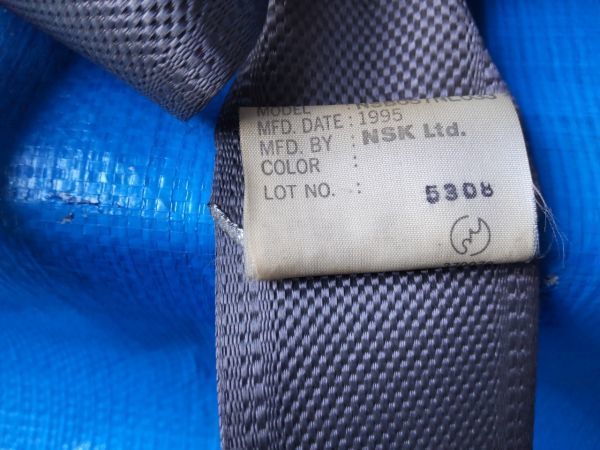 MODEL
MFD. DATE : 1995
MFD. BY : NSK Ltd.
COLOR :
LOT NO. : 5308